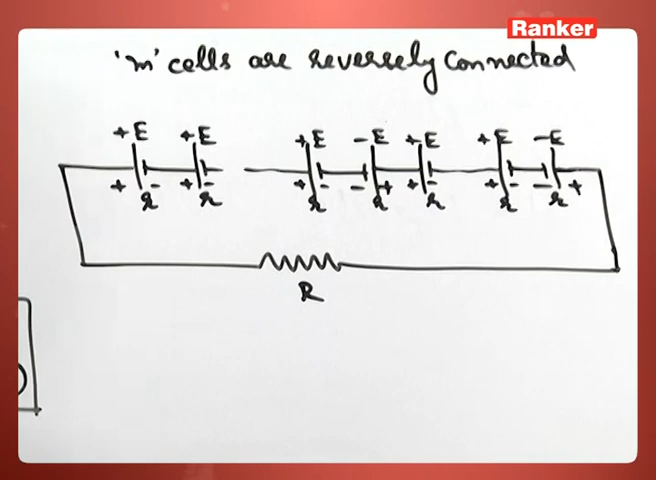 Ranker
'm' cells are reversely connected
+E +E +E -E +E +E -E
+ - + - + - - + + - + - - +
r r r r r r r
R